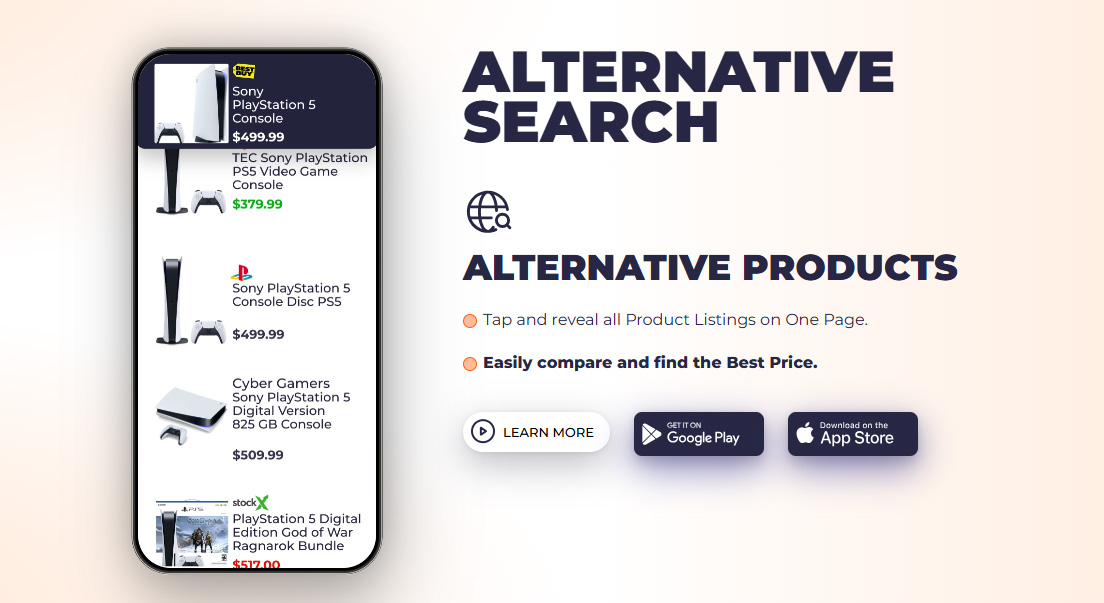 BEST
BUY
Sony
PlayStation 5
Console
$499.99
TEC Sony PlayStation
PS5 Video Game
Console
$379.99
Sony PlayStation 5
Console Disc PS5
$499.99
Cyber Gamers
Sony PlayStation 5
Digital Version
825 GB Console
$509.99
stockX
PlayStation 5 Digital
Edition God of War
Ragnarok Bundle
$517.00
ALTERNATIVE
SEARCH
ALTERNATIVE PRODUCTS
Tap and reveal all Product Listings on One Page.
Easily compare and find the Best Price.
LEARN MORE
GET IT ON
Google Play
Download on the
App Store